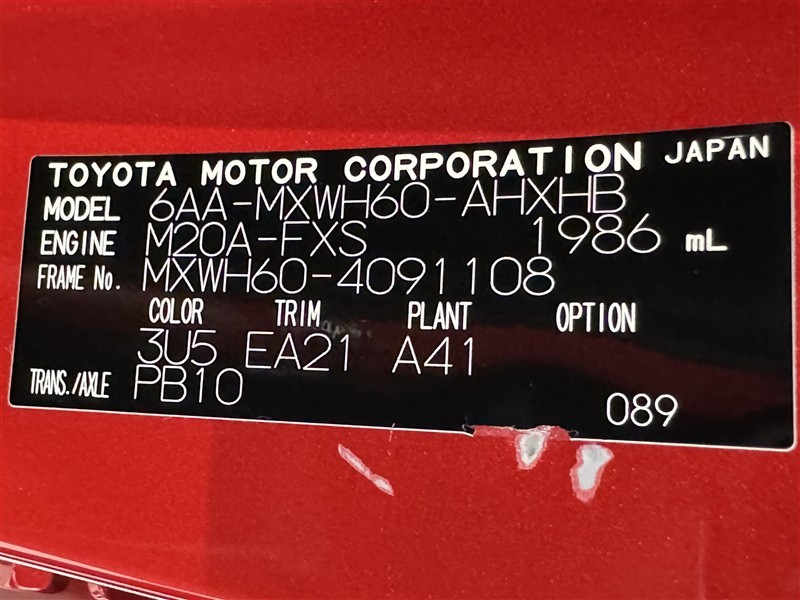 TOYOTA MOTOR CORPORATION JAPAN
MODEL 6AA-MXWH60-AHXHB
ENGINE M20A-FXS 1986 mL
FRAME No. MXWH60-4091108
COLOR TRIM PLANT OPTION
3U5 EA21 A41
TRANS./AXLE PB10
089